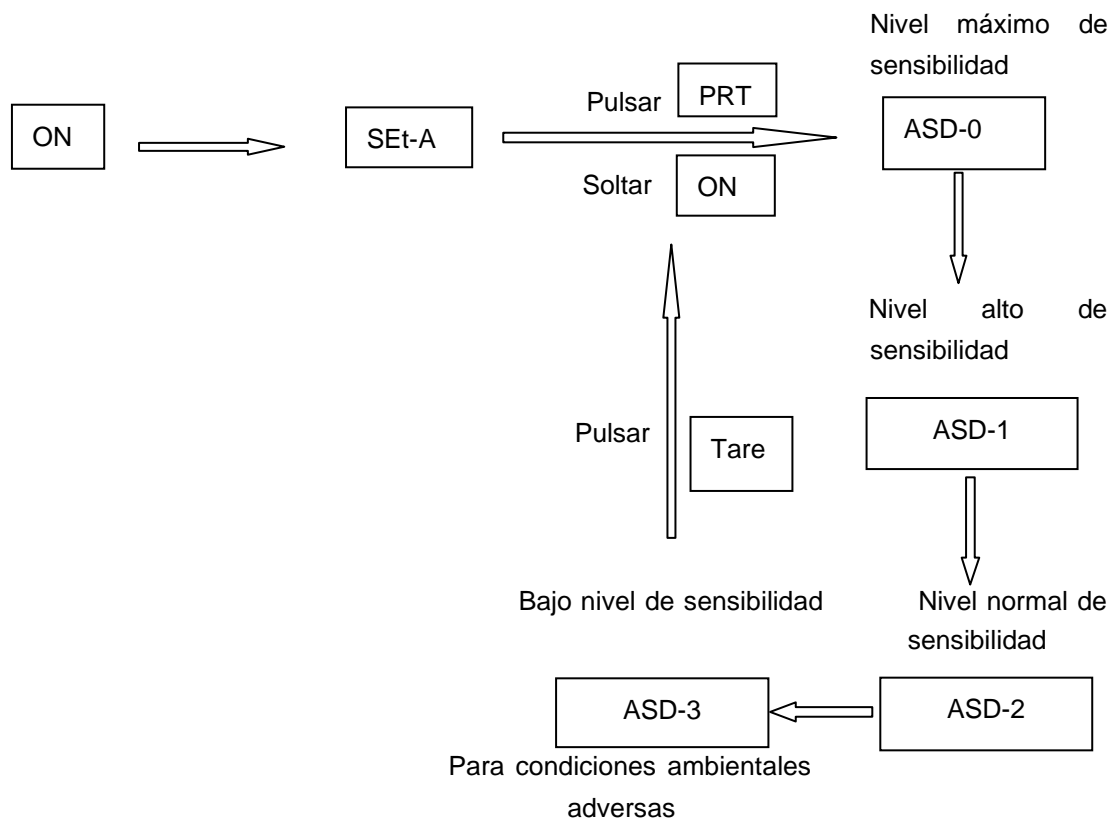 Nivel máximo de
sensibilidad
ON
SEt-A
Pulsar PRT
ASD-0
Soltar ON
Nivel alto de
sensibilidad
ASD-1
Pulsar Tare
Bajo nivel de sensibilidad
Nivel normal de
sensibilidad
ASD-3
ASD-2
Para condiciones ambientales
adversas